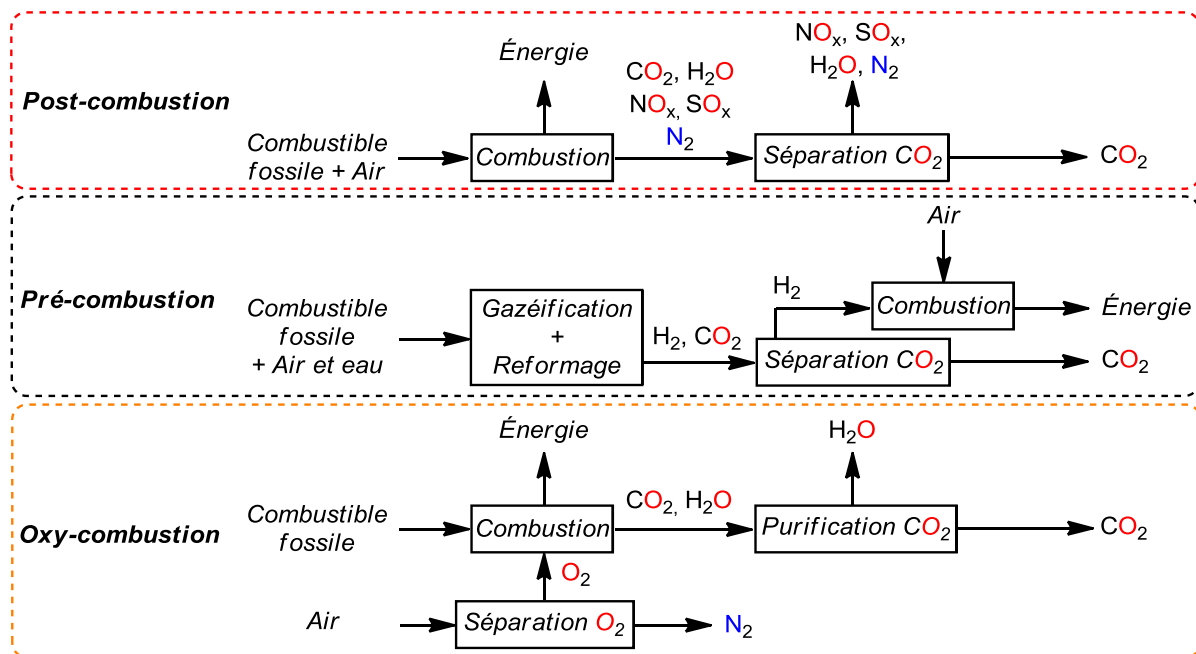 Post-combustion
Combustible
fossile + Air
Énergie
Combustion
CO₂, H₂O
NOₓ, SOₓ
N₂
NOₓ, SOₓ,
H₂O, N₂
Séparation CO₂
CO₂
Pré-combustion
Combustible
fossile
+ Air et eau
Gazéification
+
Reformage
H₂, CO₂
H₂
Air
Combustion
Énergie
Séparation CO₂
CO₂
Oxy-combustion
Combustible
fossile
Énergie
Combustion
CO₂, H₂O
H₂O
Purification CO₂
CO₂
O₂
Air
Séparation O₂
N₂